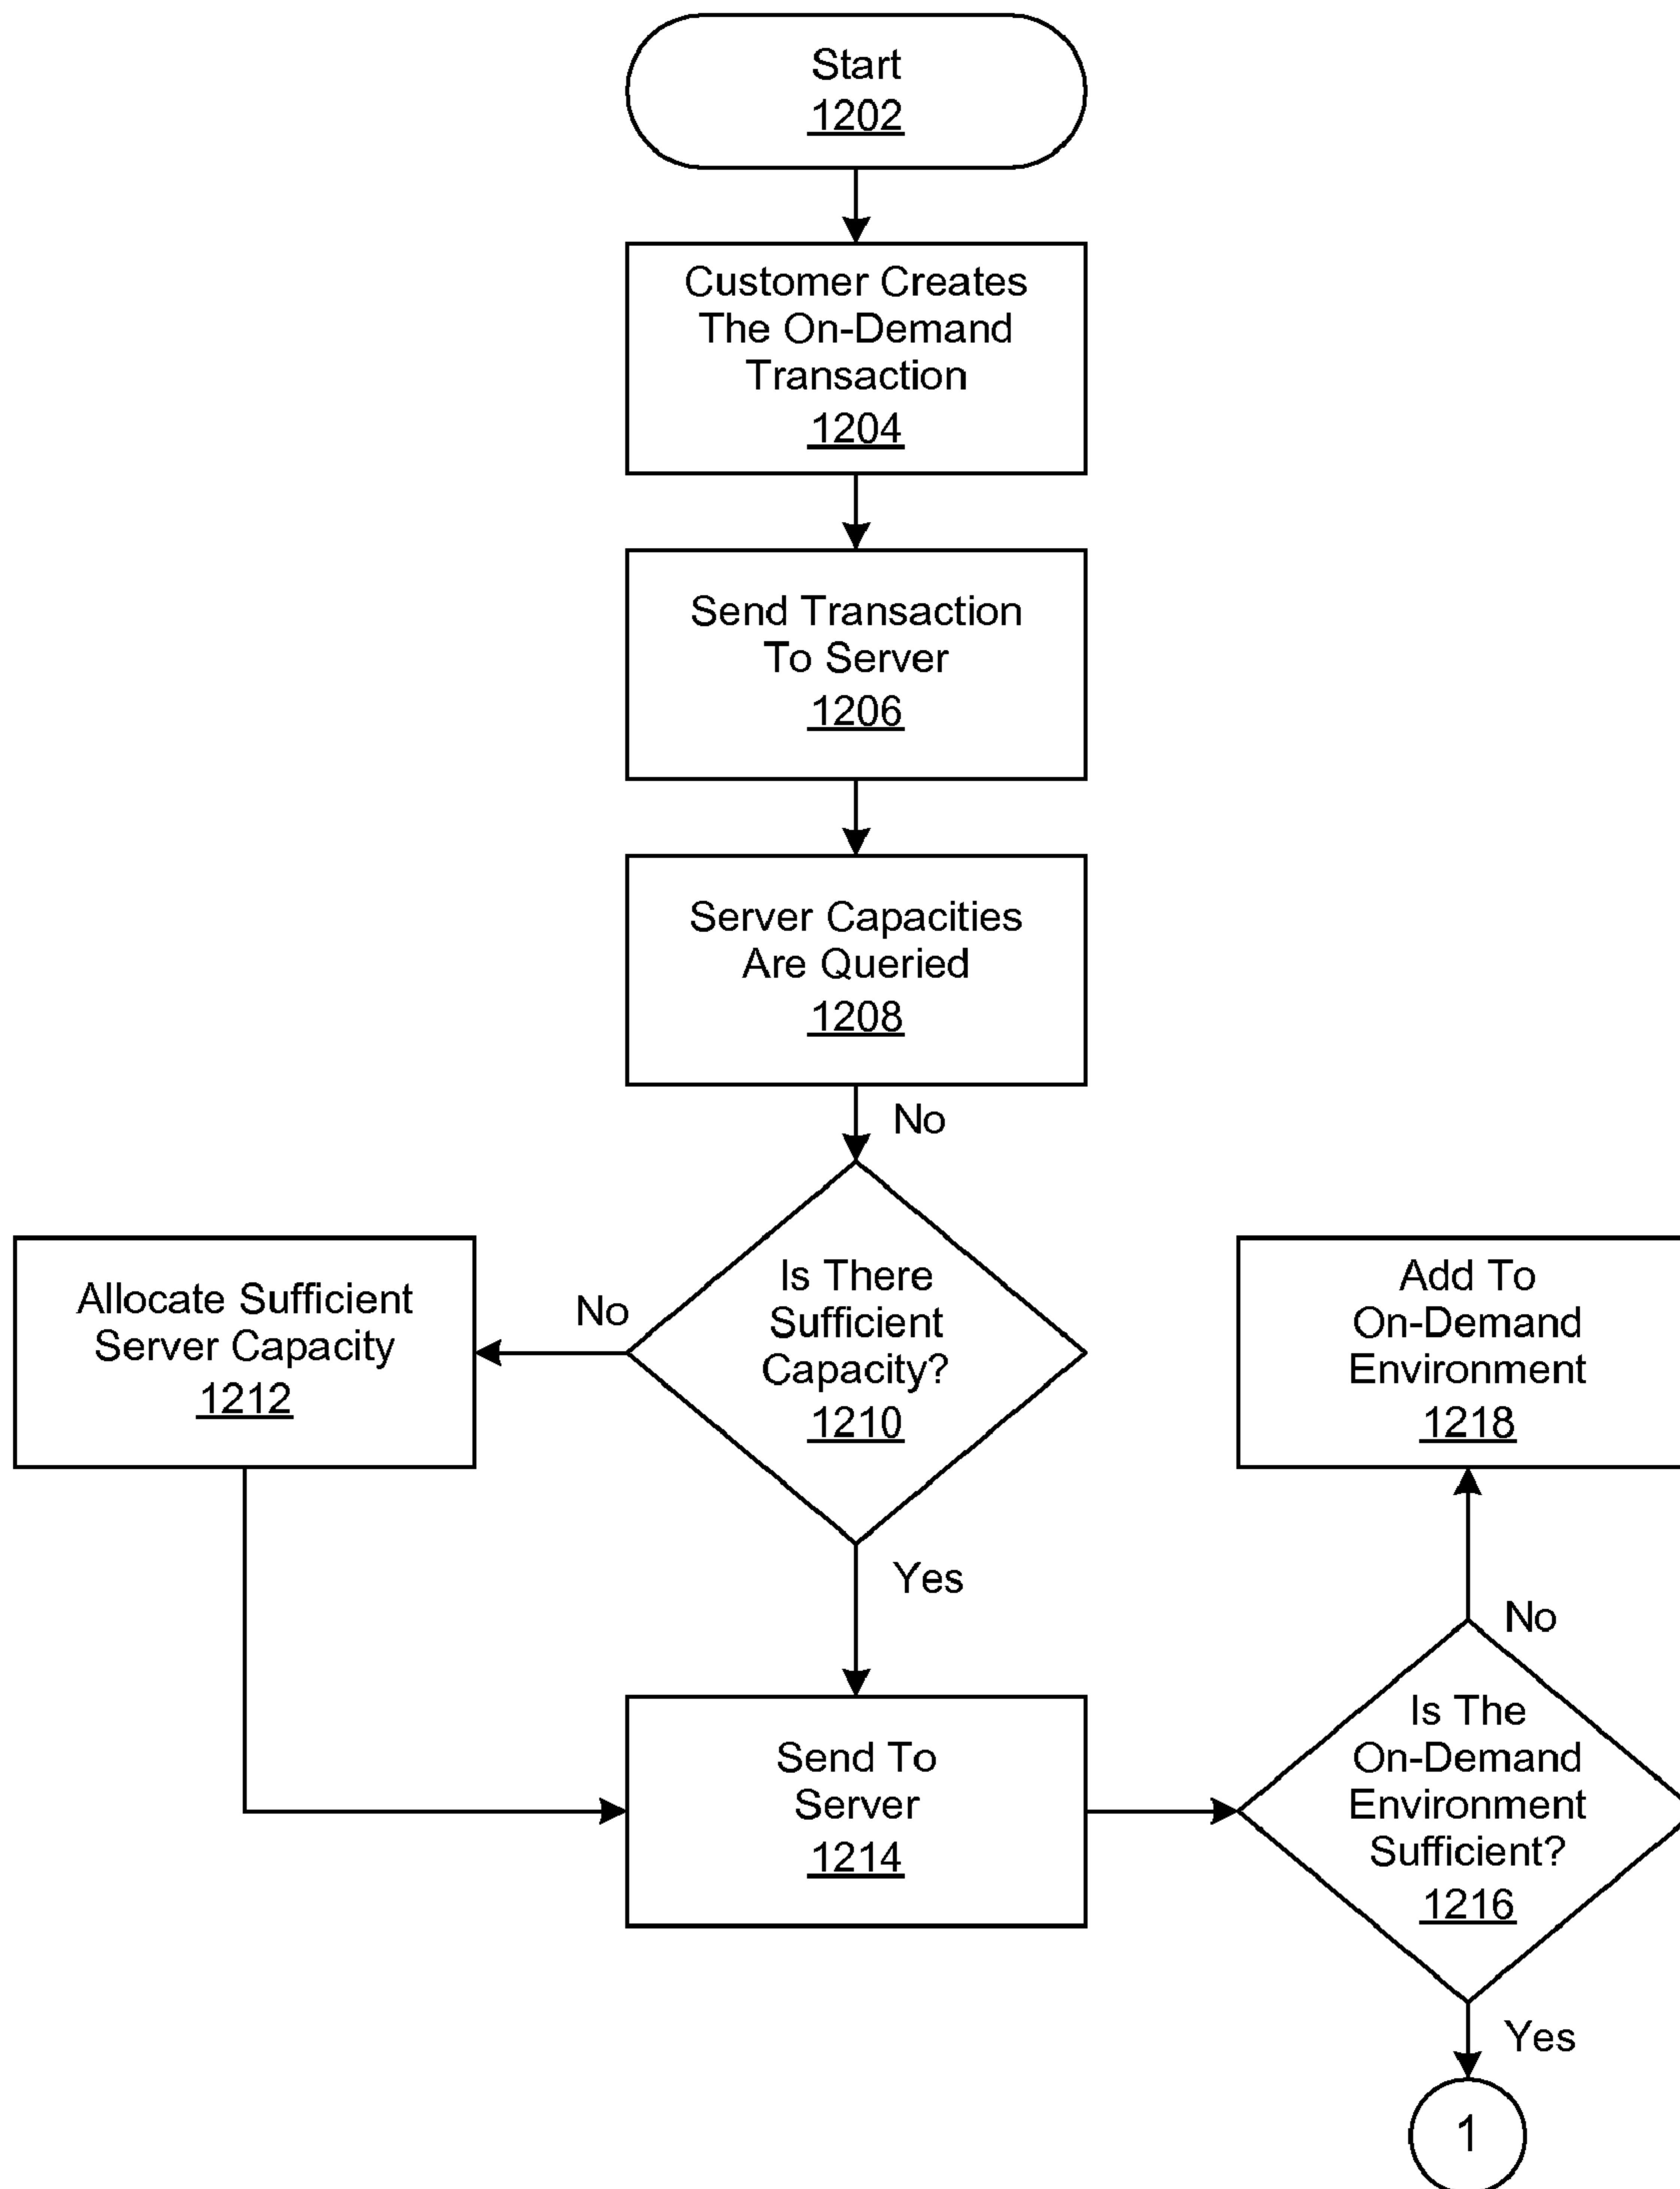 Start
1202
Customer Creates
The On-Demand
Transaction
1204
Send Transaction
To Server
1206
Server Capacities
Are Queried
1208
No
Is There
Sufficient
Capacity?
1210
No
Allocate Sufficient
Server Capacity
1212
Yes
Send To
Server
1214
Is The
On-Demand
Environment
Sufficient?
1216
No
Add To
On-Demand
Environment
1218
Yes
1